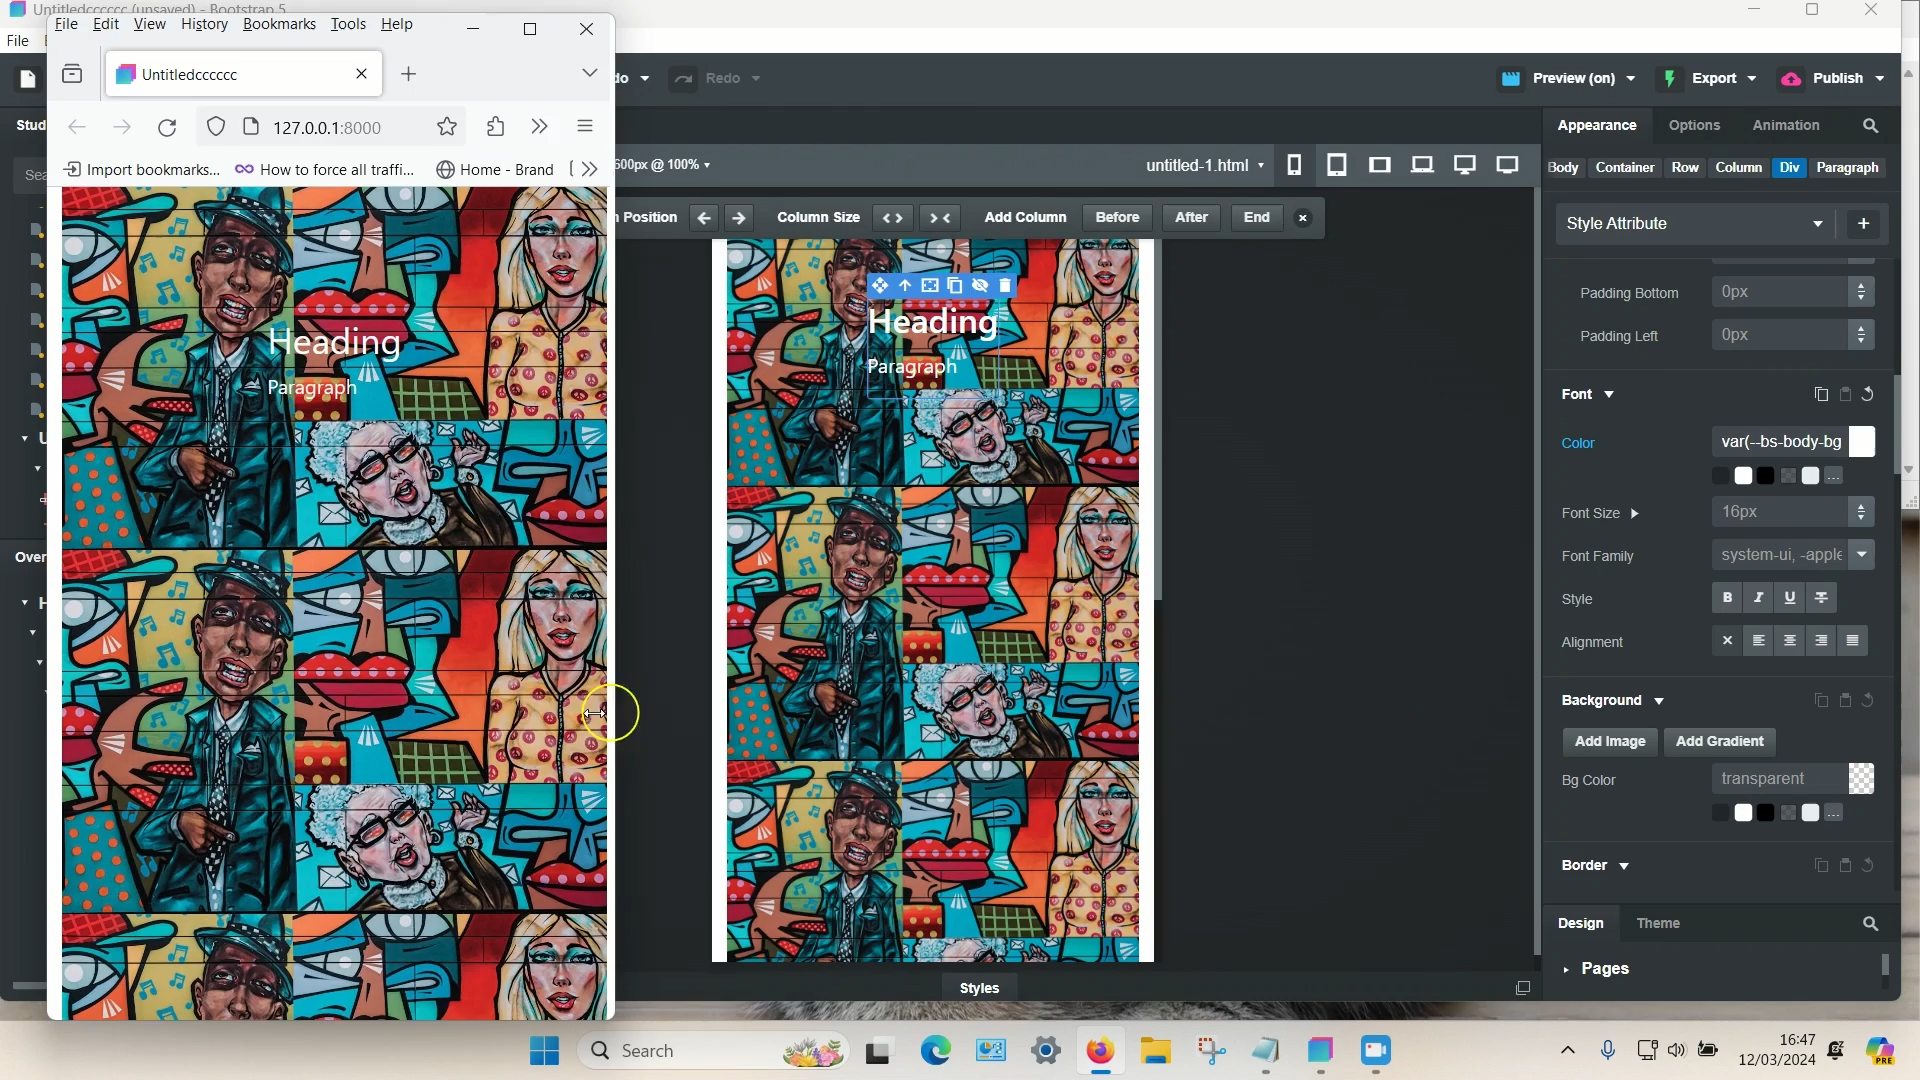 Untitledcccccc (unsaved) - Bootstrap 5
File
File Edit View History Bookmarks Tools Help
Untitledcccccc
127.0.0.1:8000
Import bookmarks...
How to force all traffi...
Home - Brand
do
Redo
Preview (on)
Export
Publish
600px @ 100%
untitled-1.html
Position
Column Size
Add Column
Before
After
End
Heading
Paragraph
Heading
Paragraph
Stud
Sea
Over
Appearance
Options
Animation
Body
Container
Row
Column
Div
Paragraph
Style Attribute
Padding Bottom
0px
Padding Left
0px
Font
Color
var(--bs-body-bg
...
Font Size
16px
Font Family
system-ui, -apple
Style
B I U S
Alignment
Background
Add Image
Add Gradient
Bg Color
transparent
...
Border
Design
Theme
Pages
Styles
Search
16:47
12/03/2024
PRE